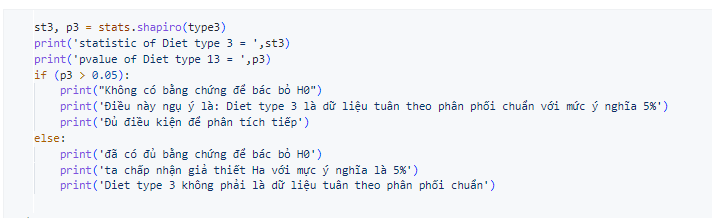 st3, p3 = stats.shapiro(type3)
print('statistic of Diet type 3 = ',st3)
print('pvalue of Diet type 13 = ',p3)
if (p3 > 0.05):
    print("Không có bằng chứng để bác bỏ H0")
    print('Điều này ngụ ý là: Diet type 3 là dữ liệu tuân theo phân phối chuẩn với mức ý nghĩa 5%')
    print('Đủ điều kiện để phân tích tiếp')
else:
    print('đã có đủ bằng chứng để bác bỏ H0')
    print('ta chấp nhận giả thiết Ha với mực ý nghĩa là 5%')
    print('Diet type 3 không phải là dữ liệu tuân theo phân phối chuẩn')